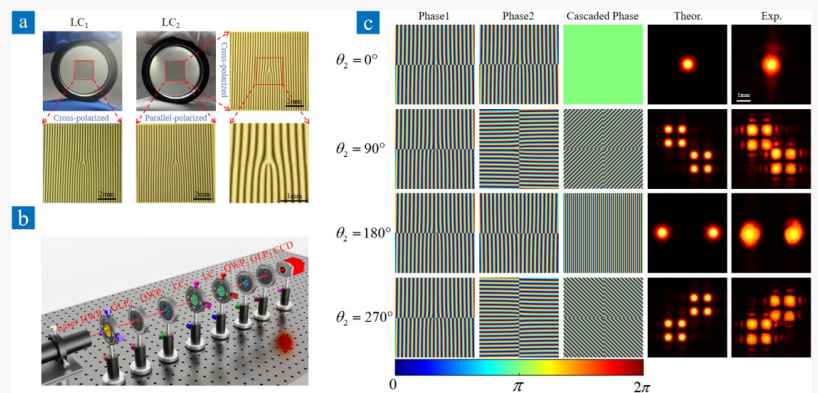 a
LC1
LC2
Cross-polarized
2mm
Cross-polarized
Parallel-polarized
2mm
2mm
1mm
b
Laser HWP GLP QWP LC1 LC2 QWP GLP CCD
c
Phase1 Phase2 Cascaded Phase Theor. Exp.
θ2 = 0°
1mm
θ2 = 90°
θ2 = 180°
θ2 = 270°
0 π 2π